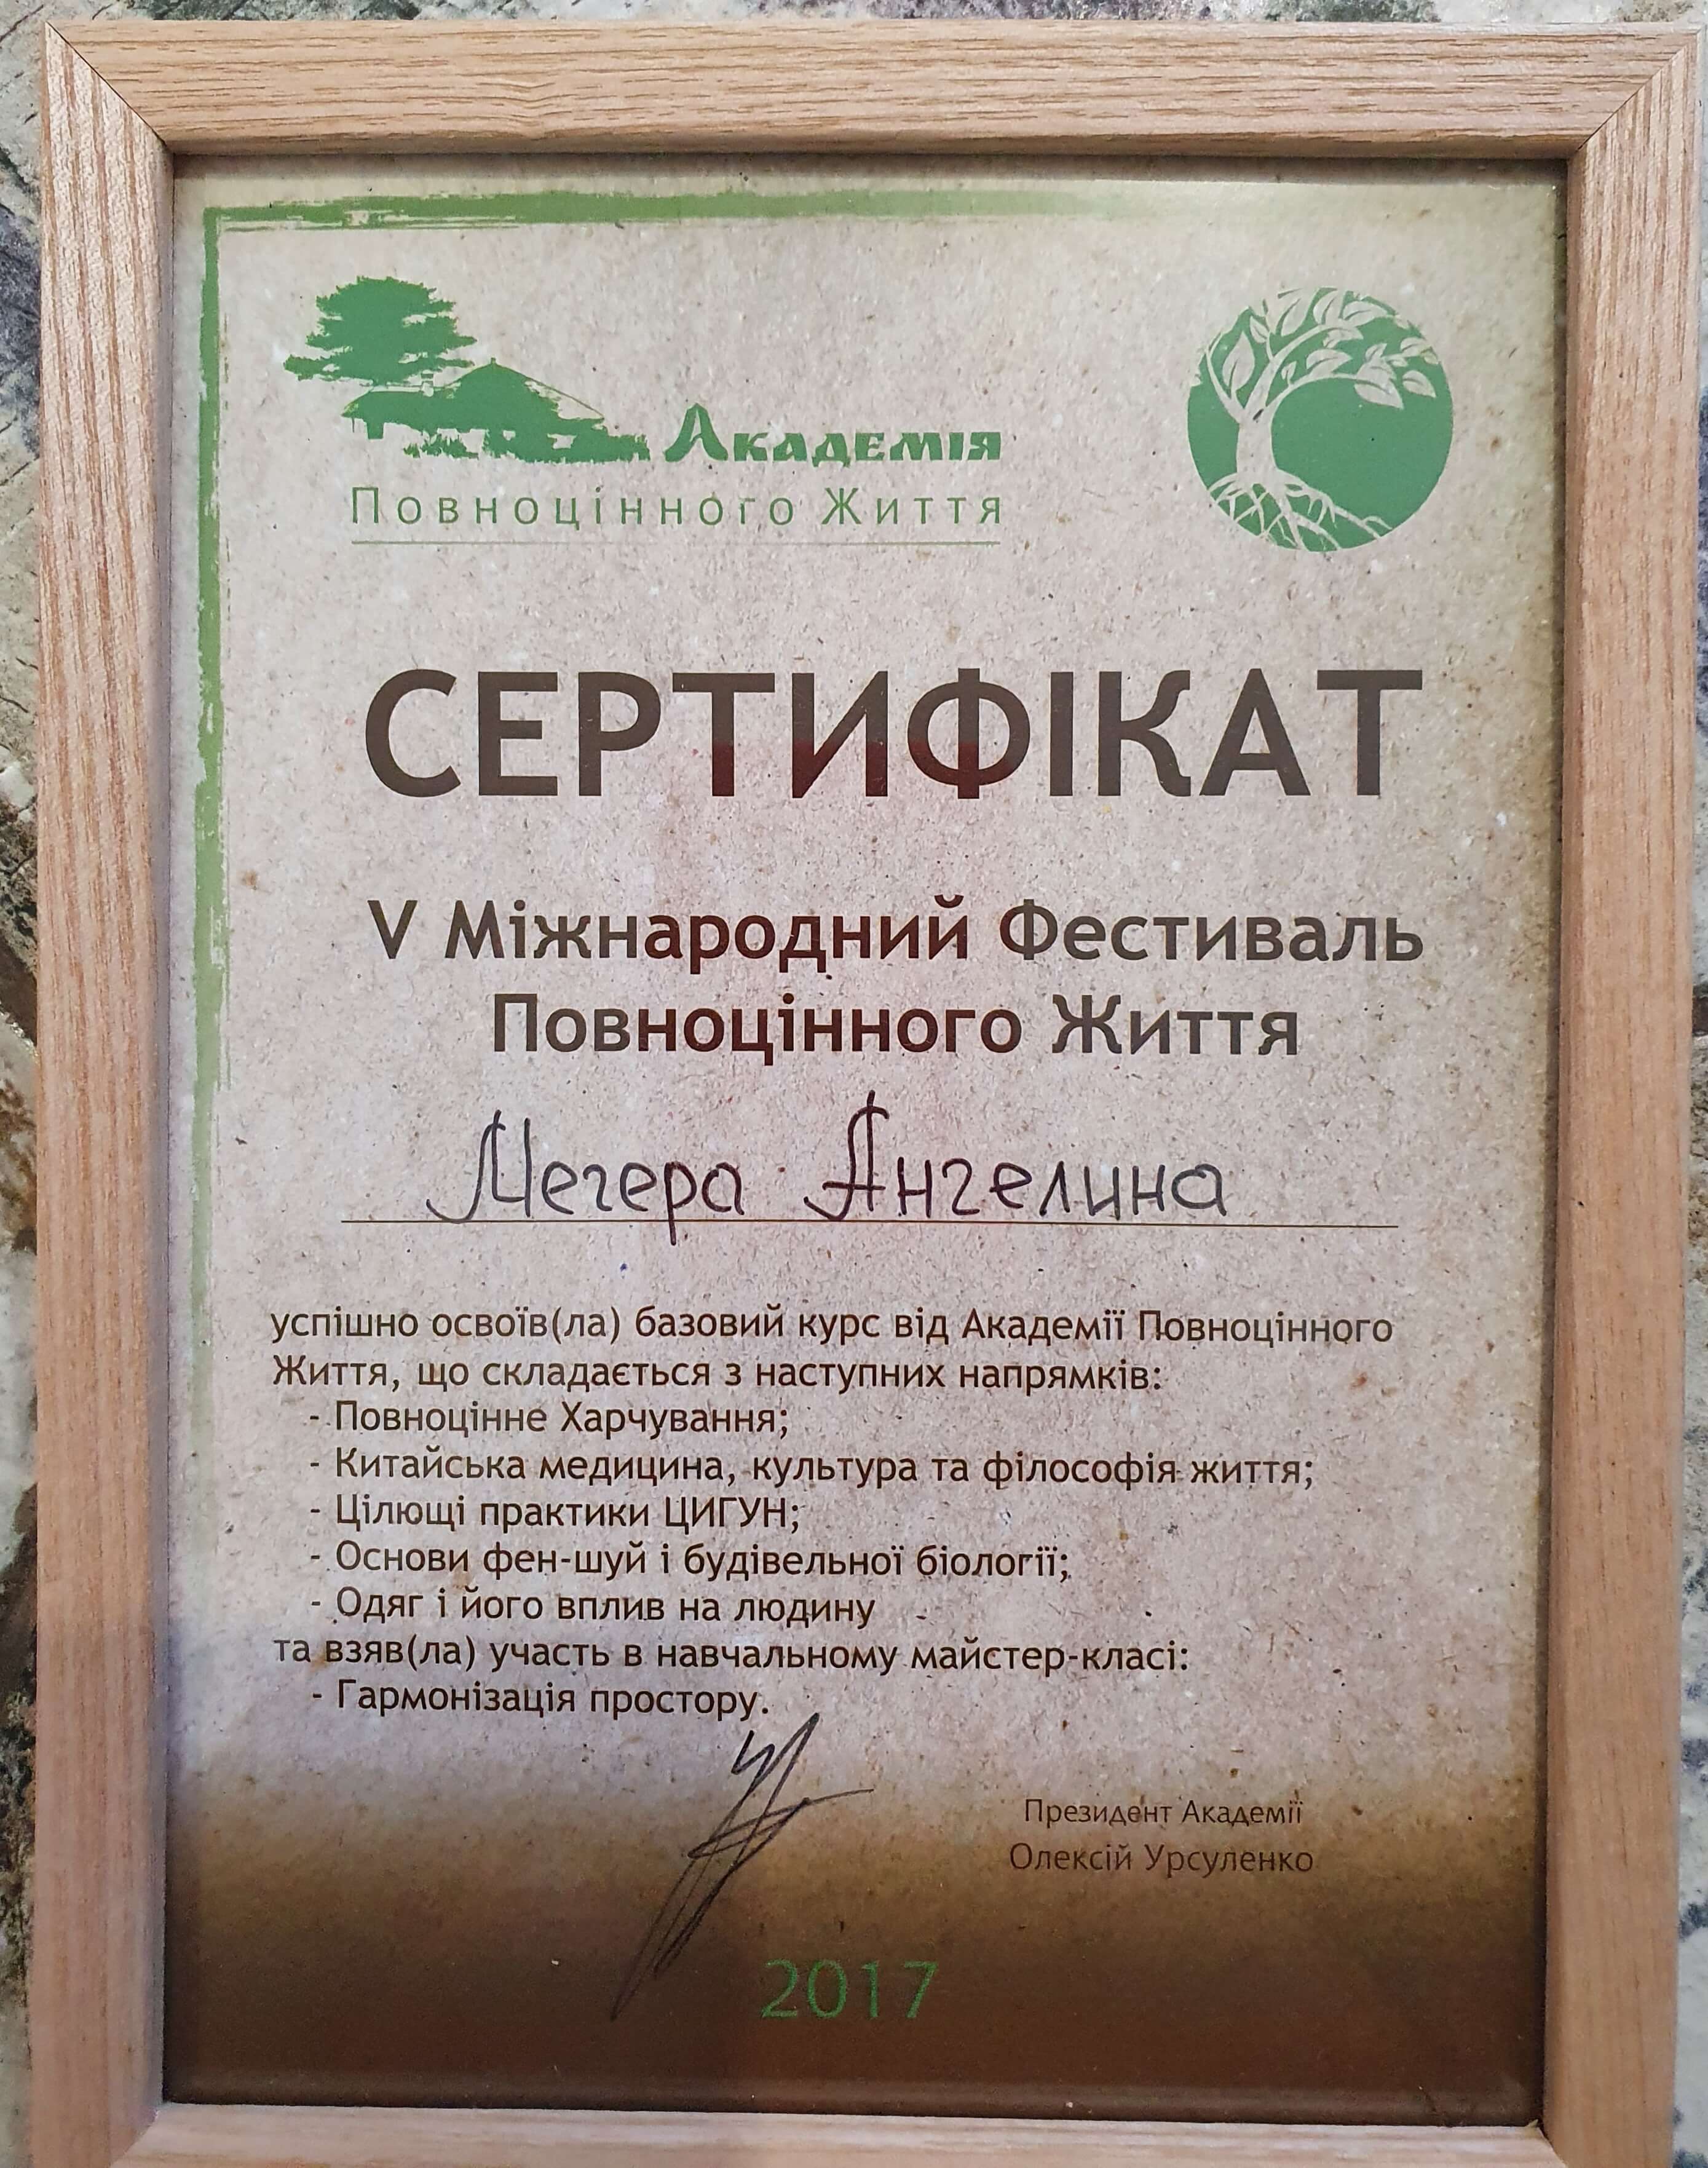 Академія
Повноцінного Життя
СЕРТИФІКАТ
V Міжнародний Фестиваль
Повноцінного Життя
Мегера Ангелина
успішно освоїв(ла) базовий курс від Академії Повноцінного
Життя, що складається з наступних напрямків:
- Повноцінне Харчування;
- Китайська медицина, культура та філософія життя;
- Цілющі практики ЦИГУН;
- Основи фен-шуй і будівельної біології;
- Одяг і його вплив на людину
та взяв(ла) участь в навчальному майстер-класі:
- Гармонізація простору.
Президент Академії
Олексій Урсуленко
2017